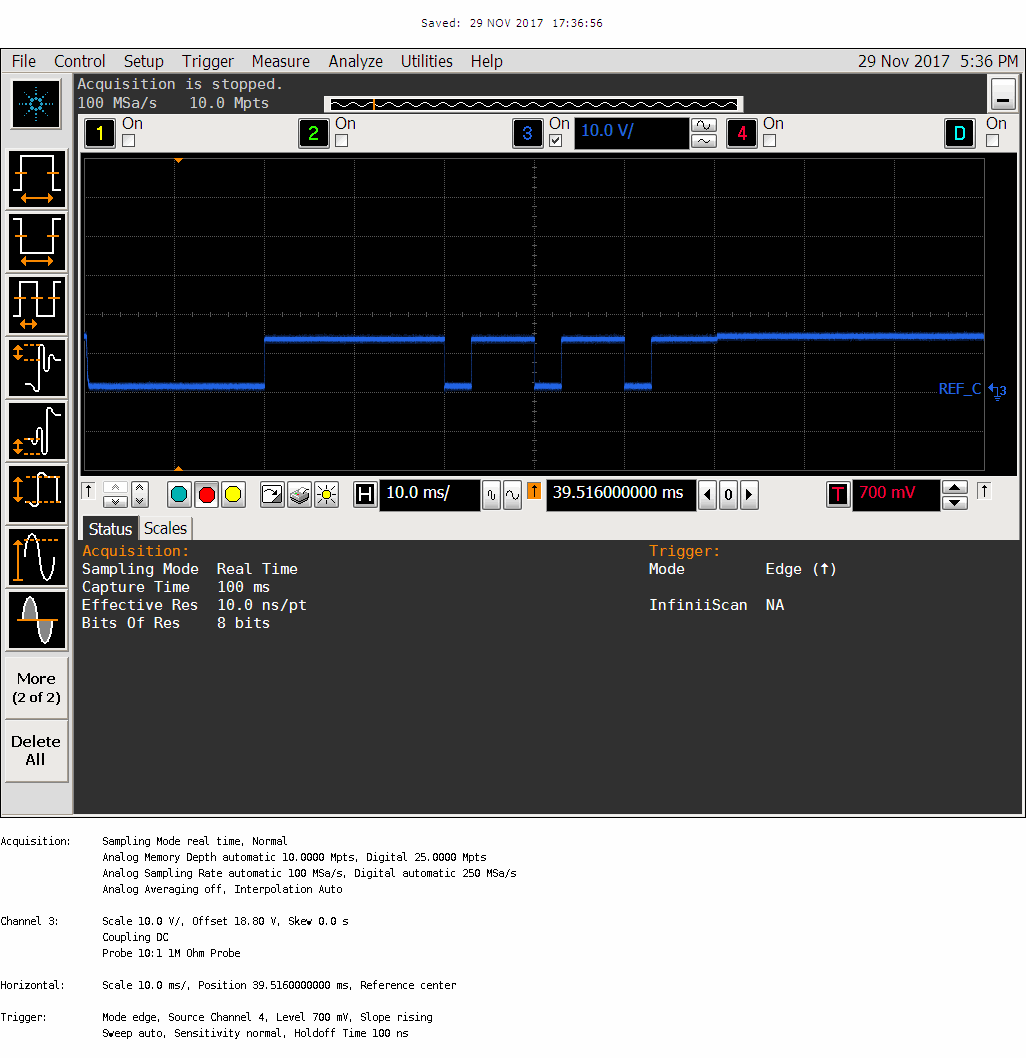 Saved: 29 NOV 2017 17:36:56
File Control Setup Trigger Measure Analyze Utilities Help 29 Nov 2017 5:36 PM
Acquisition is stopped.
100 MSa/s 10.0 Mpts
1 On 2 On 3 On 10.0 V/ 4 On D On
REF_C 3
H 10.0 ms/ 39.516000000 ms 0 T 700 mV
Status Scales
Acquisition: Trigger:
Sampling Mode Real Time Mode Edge (↑)
Capture Time 100 ms
Effective Res 10.0 ns/pt InfiniiScan NA
Bits Of Res 8 bits
More
(2 of 2)
Delete
All
Acquisition: Sampling Mode real time, Normal
Analog Memory Depth automatic 10.0000 Mpts, Digital 25.0000 Mpts
Analog Sampling Rate automatic 100 MSa/s, Digital automatic 250 MSa/s
Analog Averaging off, Interpolation Auto
Channel 3: Scale 10.0 V/, Offset 18.80 V, Skew 0.0 s
Coupling DC
Probe 10:1 1M Ohm Probe
Horizontal: Scale 10.0 ms/, Position 39.5160000000 ms, Reference center
Trigger: Mode edge, Source Channel 4, Level 700 mV, Slope rising
Sweep auto, Sensitivity normal, Holdoff Time 100 ns